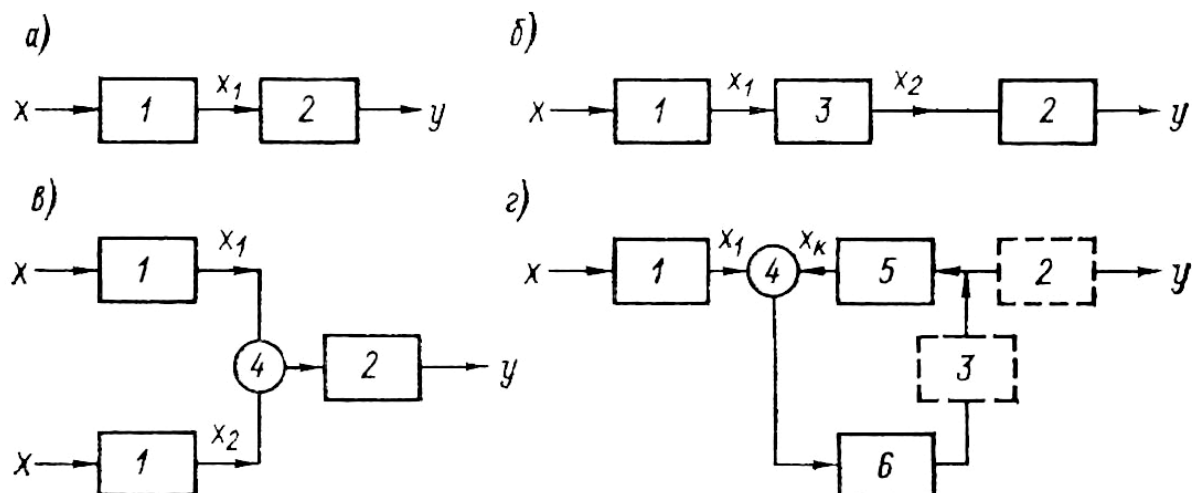 а) б)
x 1 x₁ 2 y
x 1 x₁ 3 x₂ 2 y
в) г)
x 1 x₁
4 2 y
x 1 x₂
x 1 x₁ 4 xₖ 5 2 y
3
6